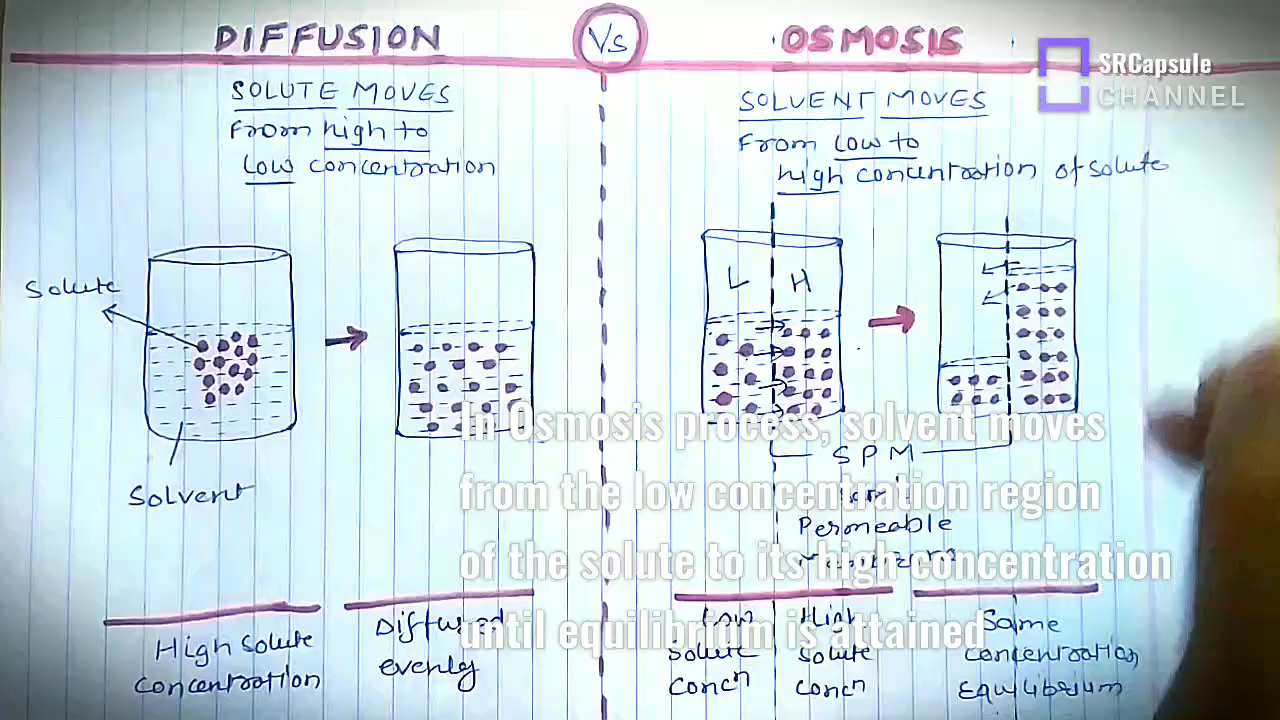 DIFFUSION
Vs
OSMOSIS
SRCapsule
CHANNEL
SOLUTE MOVES
From high to
Low concentration
SOLVENT MOVES
From Low to
high concentration of solute
Solute
L
H
Solvent
SPM
Permeable
In Osmosis process, solvent moves
from the low concentration region
of the solute to its high concentration
until equilibrium is attained
High Solute
concentration
Diffused
evenly
Low
Solute
Concn
High
Solute
Concn
Same
concentration,
Equilibrium